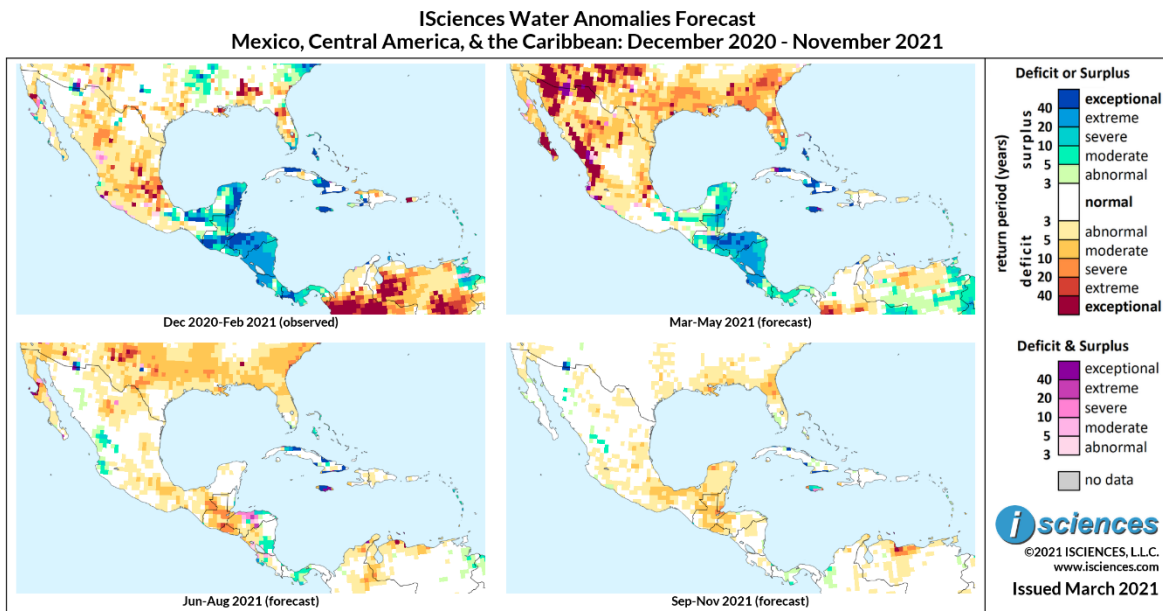 ISciences Water Anomalies Forecast
Mexico, Central America, & the Caribbean: December 2020 - November 2021
Dec 2020-Feb 2021 (observed)
Mar-May 2021 (forecast)
Jun-Aug 2021 (forecast)
Sep-Nov 2021 (forecast)
Deficit or Surplus
return period (years)
surplus
deficit
exceptional
40
extreme
20
severe
10
moderate
5
abnormal
3
normal
3
abnormal
5
moderate
10
severe
20
extreme
40
exceptional
Deficit & Surplus
exceptional
40
extreme
20
severe
10
moderate
5
abnormal
3
no data
i sciences
©2021 ISCIENCES, L.L.C.
www.isciences.com
Issued March 2021